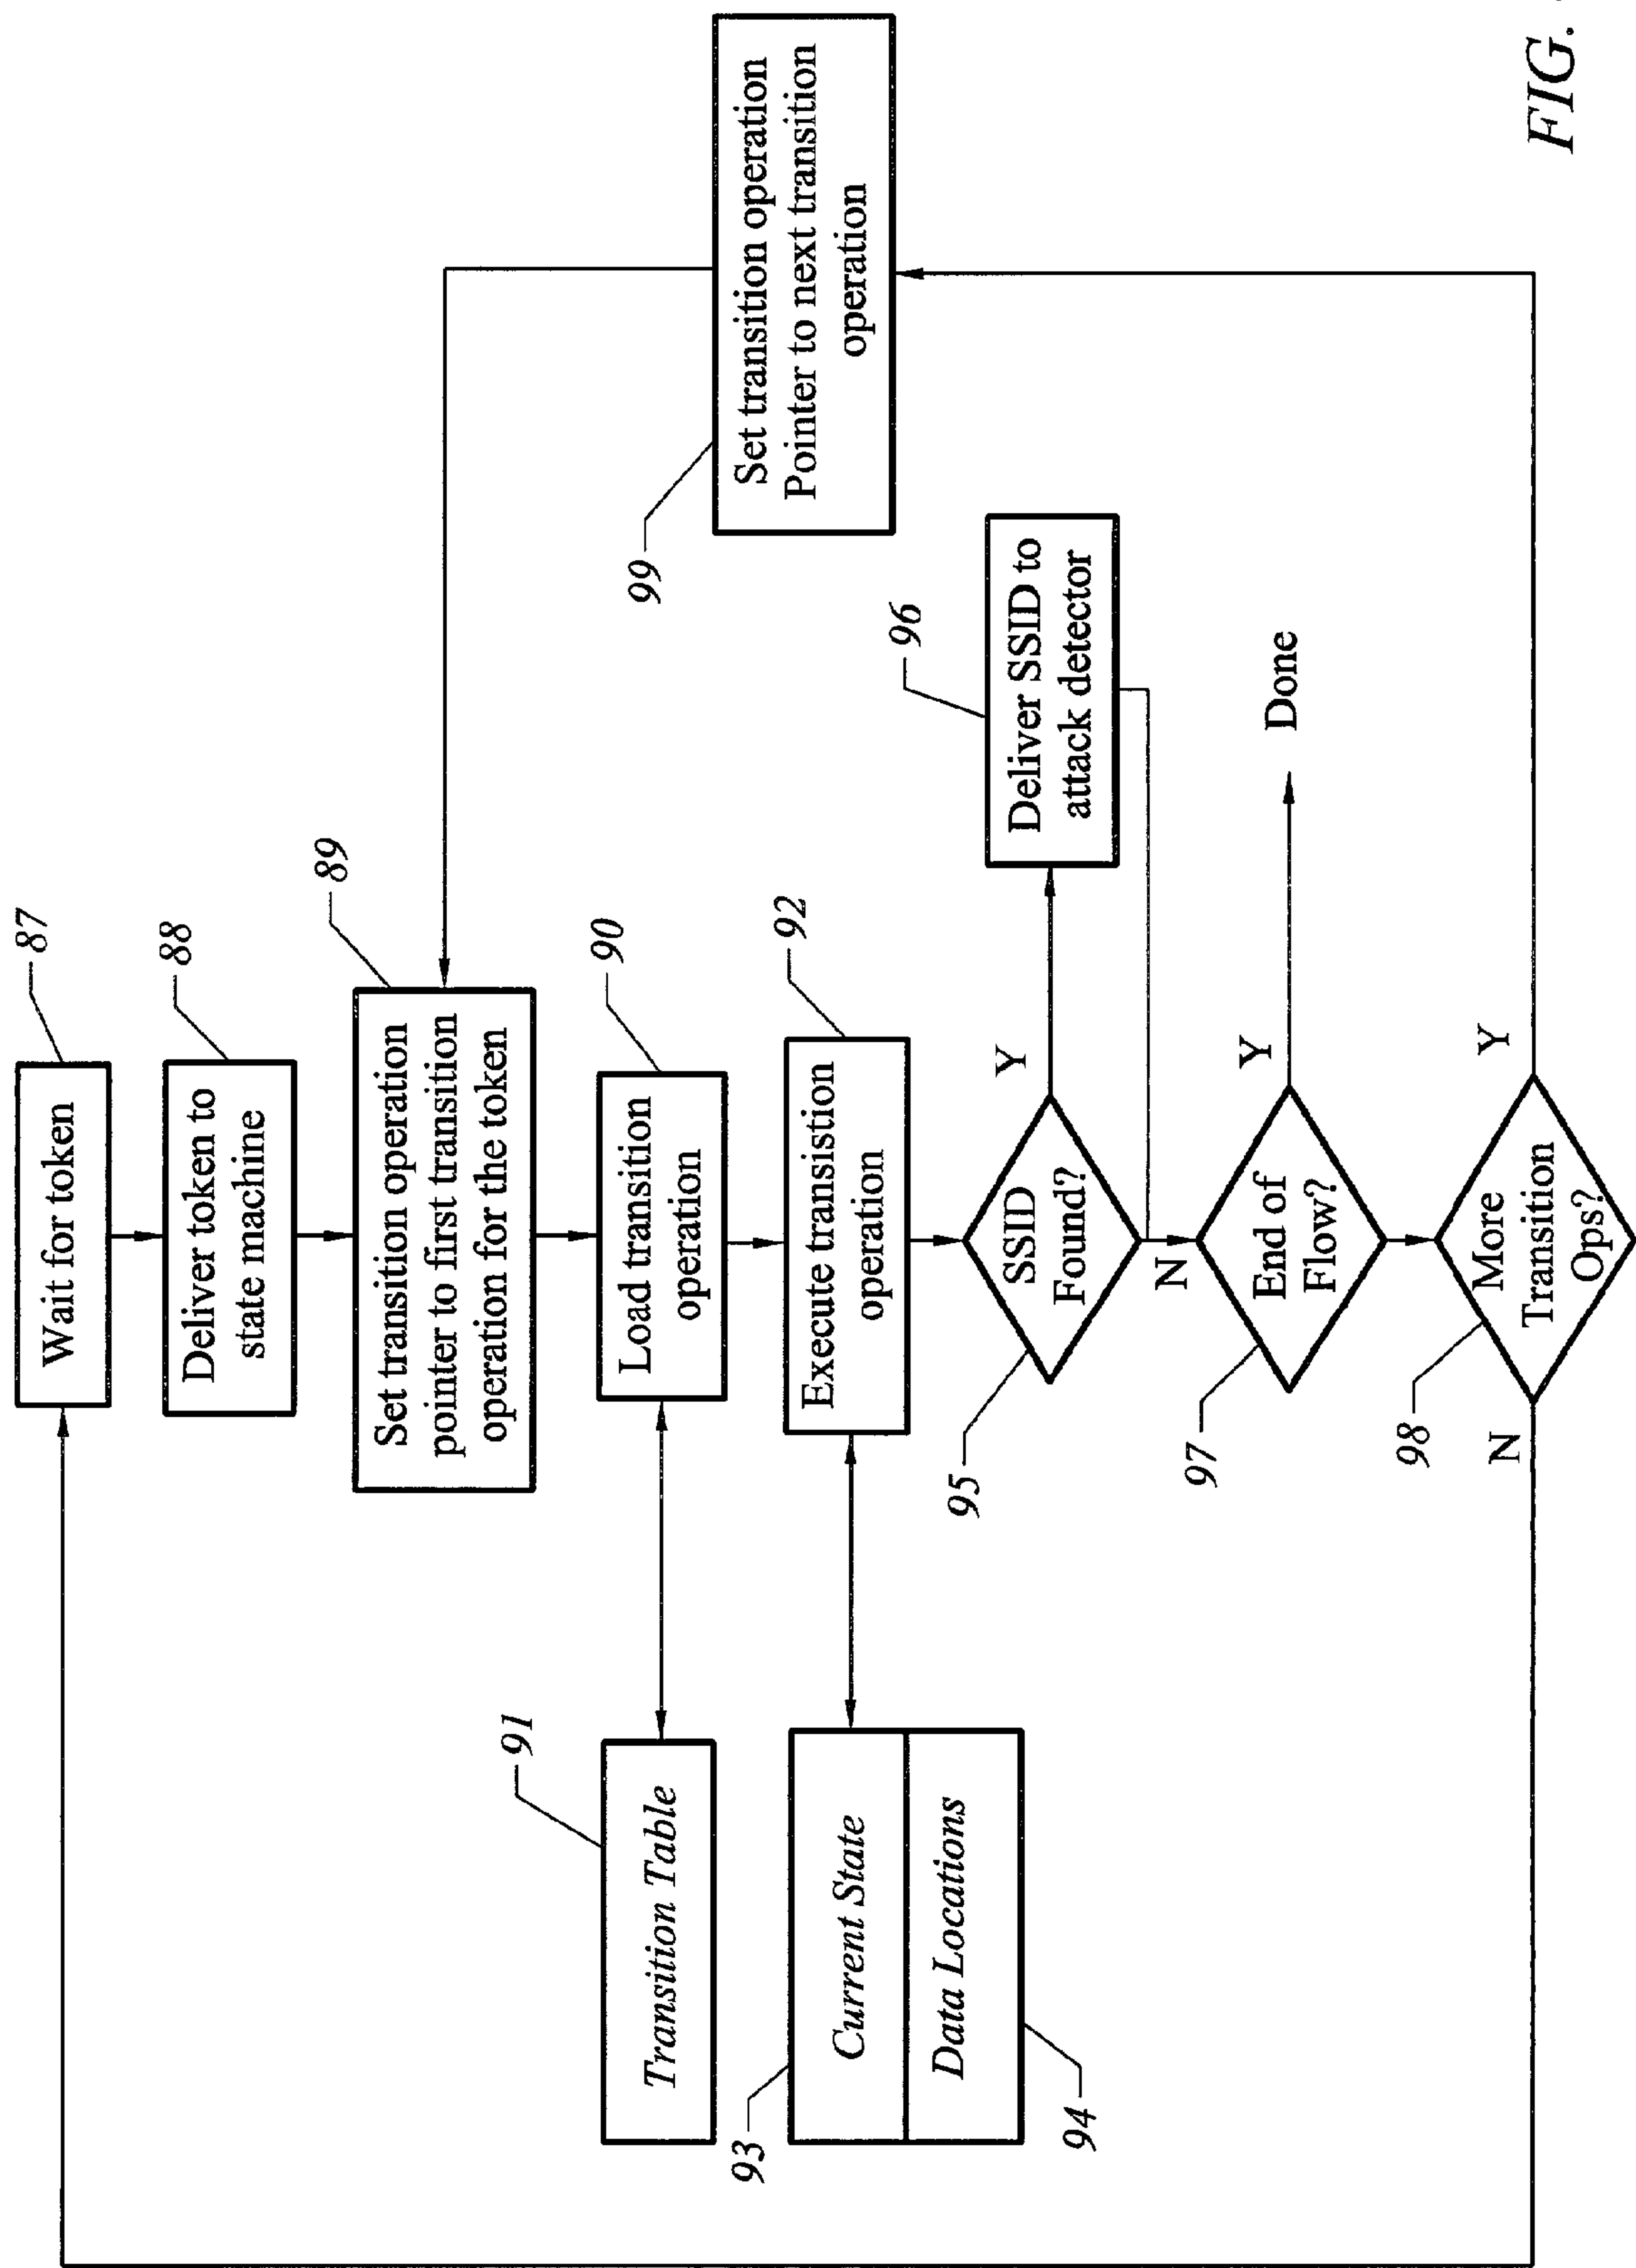 Wait for token
87
Deliver token to
state machine
88
Set transition operation
pointer to first transition
operation for the token
89
Load transition
operation
90
Transition Table
91
Execute transistion
operation
92
Current State
93
Data Locations
94
SSID
Found?
95
Y
N
Deliver SSID to
attack detector
96
End of
Flow?
97
Y
Done
More
Transition
Ops?
98
Y
N
Set transition operation
Pointer to next transition
operation
99
FIG.